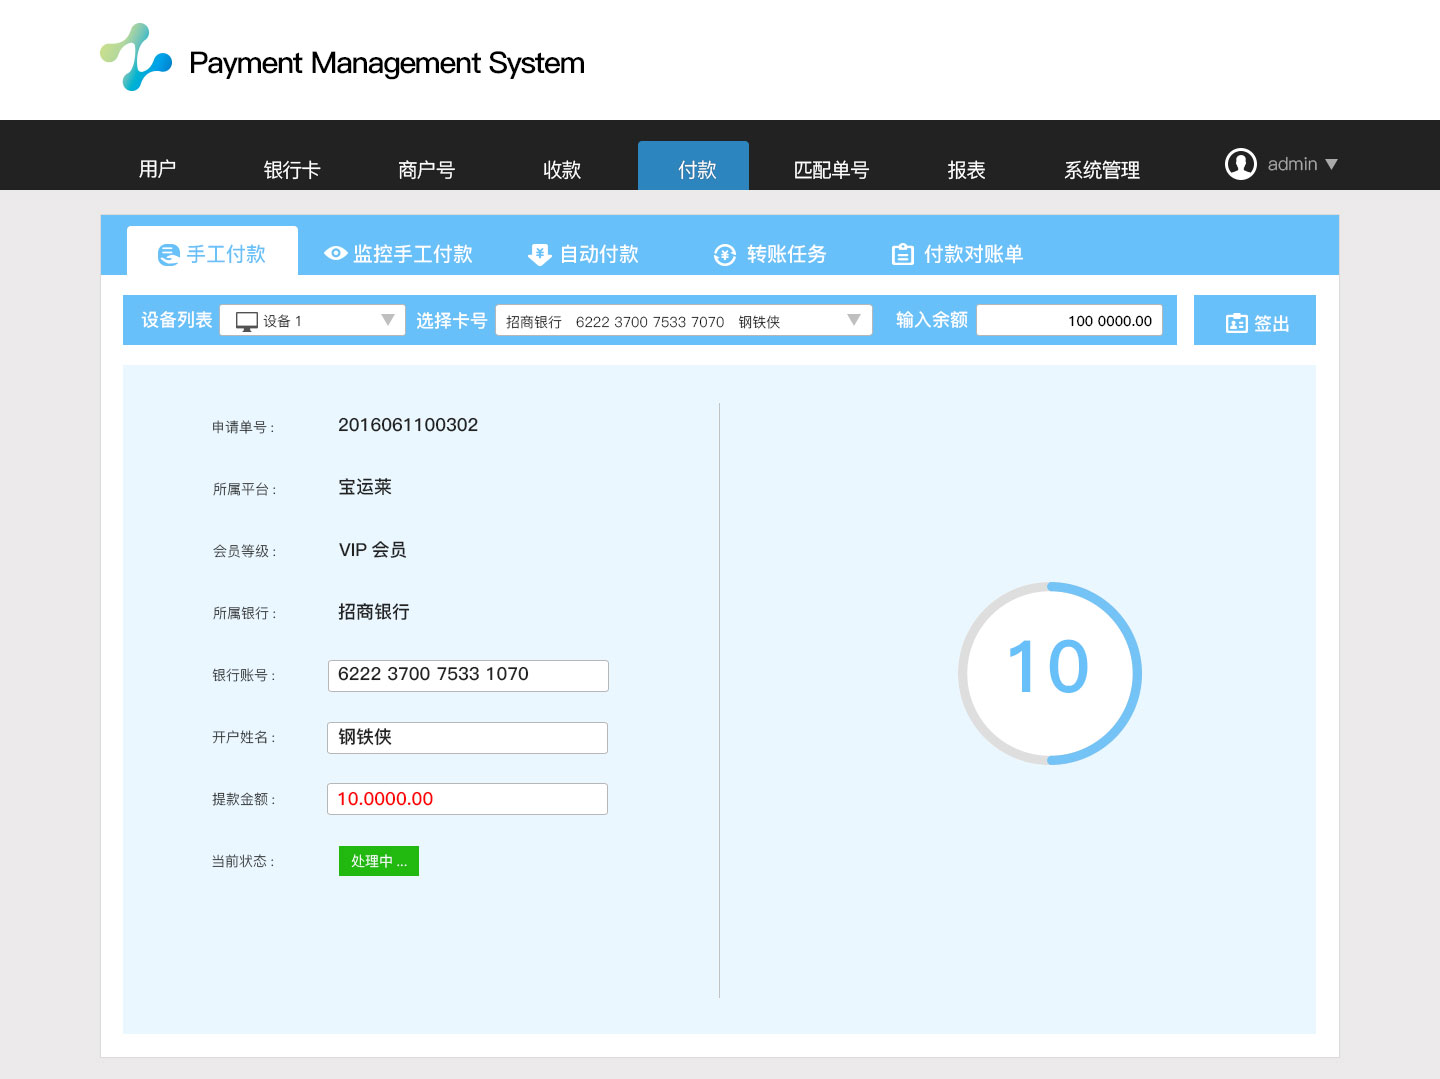 Payment Management System
用户 银行卡 商户号 收款 付款 匹配单号 报表 系统管理 admin
手工付款 监控手工付款 自动付款 转账任务 付款对账单
设备列表 设备 1 选择卡号 招商银行 6222 3700 7533 7070 钢铁侠 输入余额 100 0000.00 签出
申请单号 : 2016061100302
所属平台 : 宝运莱
会员等级 : VIP 会员
所属银行 : 招商银行
银行账号 : 6222 3700 7533 1070
开户姓名 : 钢铁侠
提款金额 : 10.0000.00
当前状态 : 处理中 ...
10